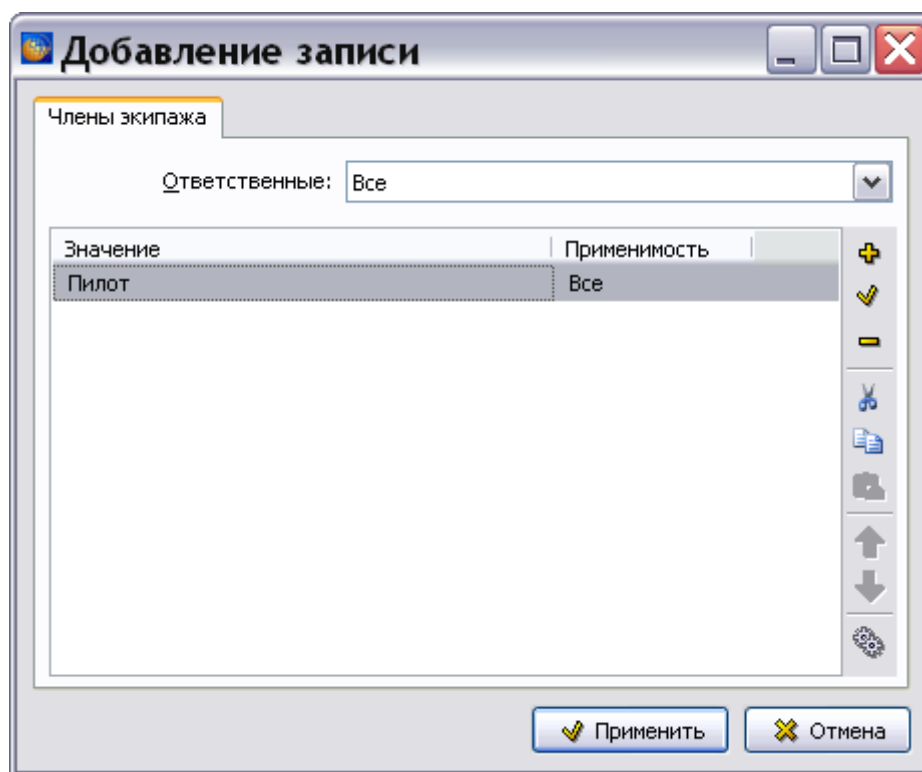 Добавление записи
Члены экипажа
Ответственные: Все
Значение Применимость
Пилот Все
Применить Отмена